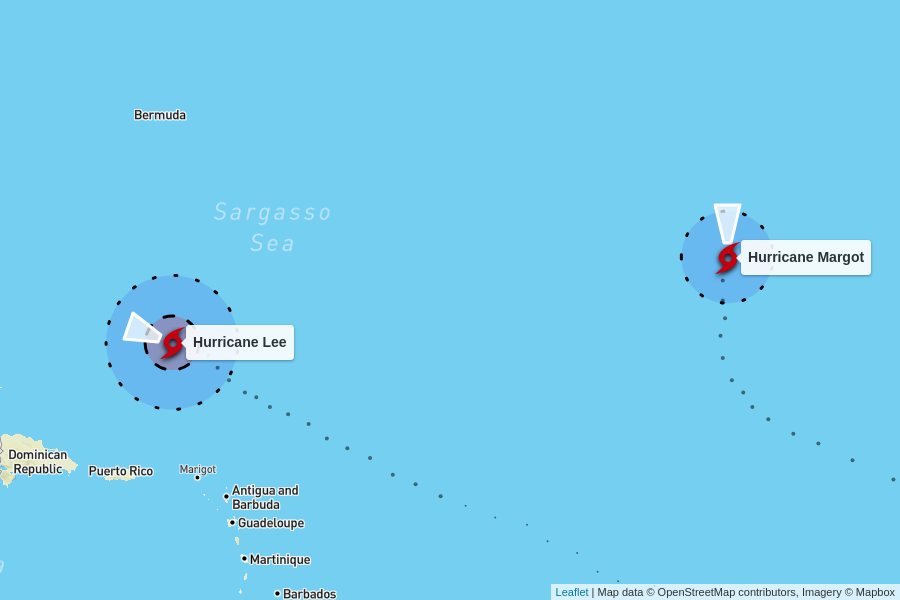 Bermuda
Sargasso
Sea
Hurricane Margot
Hurricane Lee
Dominican
Republic
Puerto Rico
Marigot
Antigua and
Barbuda
Guadeloupe
Martinique
Barbados
Leaflet | Map data © OpenStreetMap contributors, Imagery © Mapbox